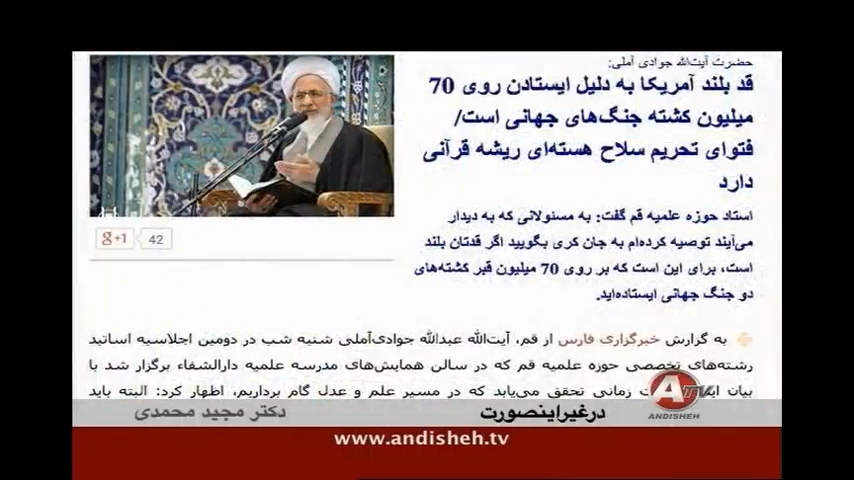 حضرت آیت‌الله جوادی آملی:
قد بلند آمریکا به دلیل ایستادن روی 70
میلیون کشته جنگ‌های جهانی است/
فتوای تحریم سلاح هسته‌ای ریشه قرآنی
دارد
استاد حوزه علمیه قم گفت: به مسئولانی که به دیدار
می‌آیند توصیه کرده‌ام به جان کری بگویید اگر قدتان بلند
است، برای این است که بر روی 70 میلیون قبر کشته‌های
دو جنگ جهانی ایستاده‌اید.
g+1 42
به گزارش خبرگزاری فارس از قم، آیت‌الله عبدالله جوادی‌آملی شنبه شب در دومین اجلاسیه اساتید
رشته‌های تخصصی حوزه علمیه قم که در سالن همایش‌های مدرسه علمیه دارالشفاء برگزار شد با
بیان زمانی تحقق می‌یابد که در مسیر علم و عدل گام برداریم، اظهار کرد: البته باید
ATV
ANDISHEH
درغیراینصورت
دکتر مجید محمدی
www.andisheh.tv